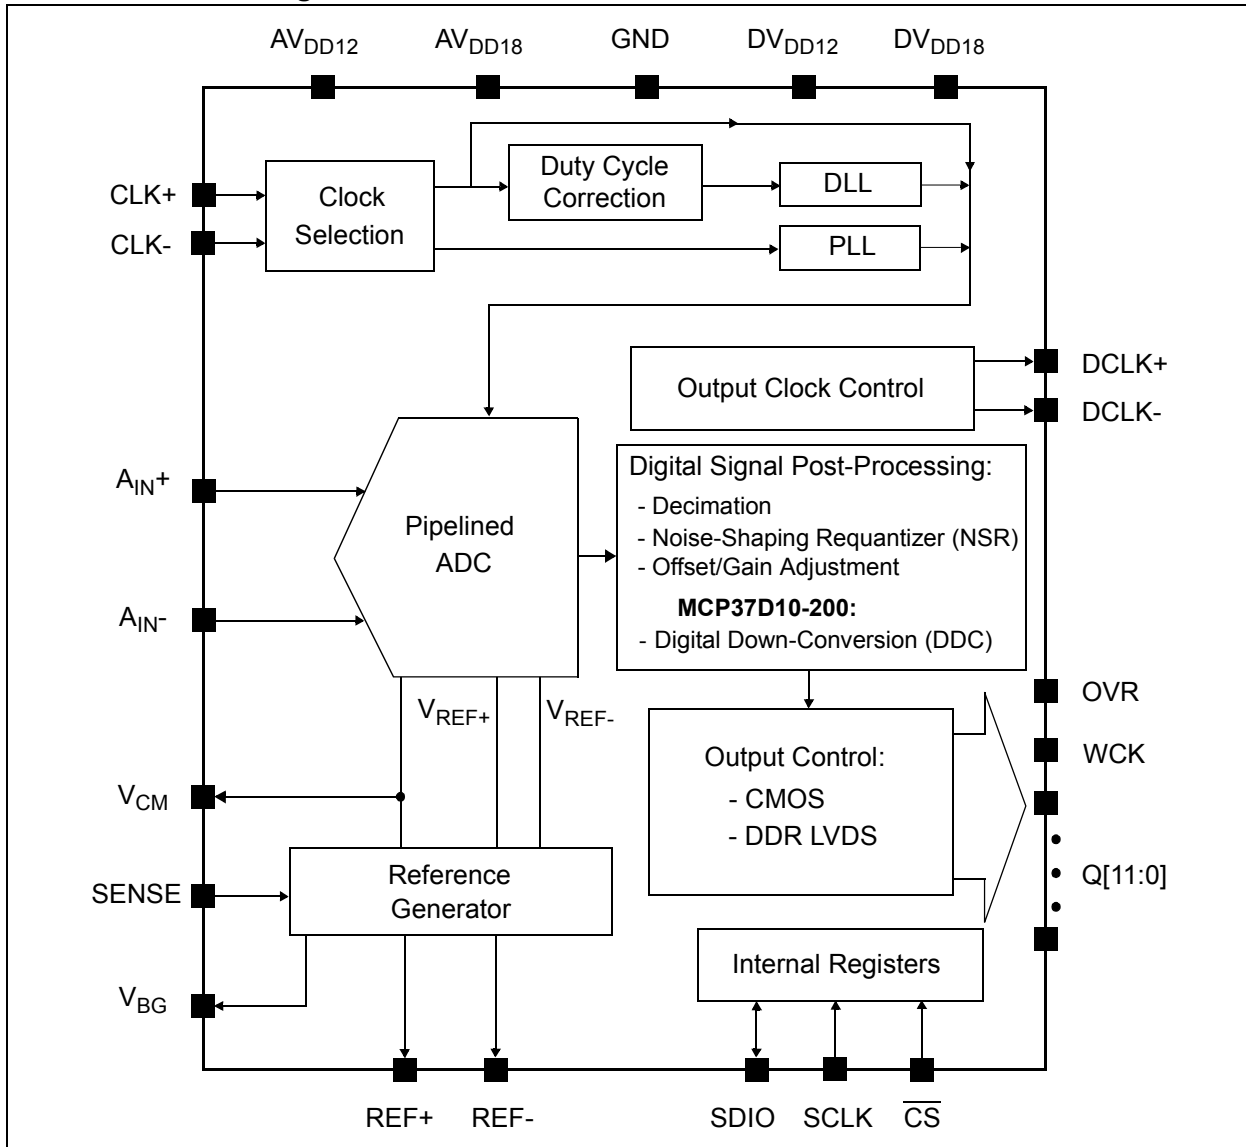 AVDD12 AVDD18 GND DVDD12 DVDD18
CLK+
CLK-
Clock
Selection
Duty Cycle
Correction
DLL
PLL
Output Clock Control
DCLK+
DCLK-
AIN+
AIN-
Pipelined
ADC
Digital Signal Post-Processing:
- Decimation
- Noise-Shaping Requantizer (NSR)
- Offset/Gain Adjustment
MCP37D10-200:
- Digital Down-Conversion (DDC)
VREF+ VREF-
Output Control:
- CMOS
- DDR LVDS
OVR
WCK
Q[11:0]
VCM
SENSE
Reference
Generator
VBG
Internal Registers
REF+ REF- SDIO SCLK CS